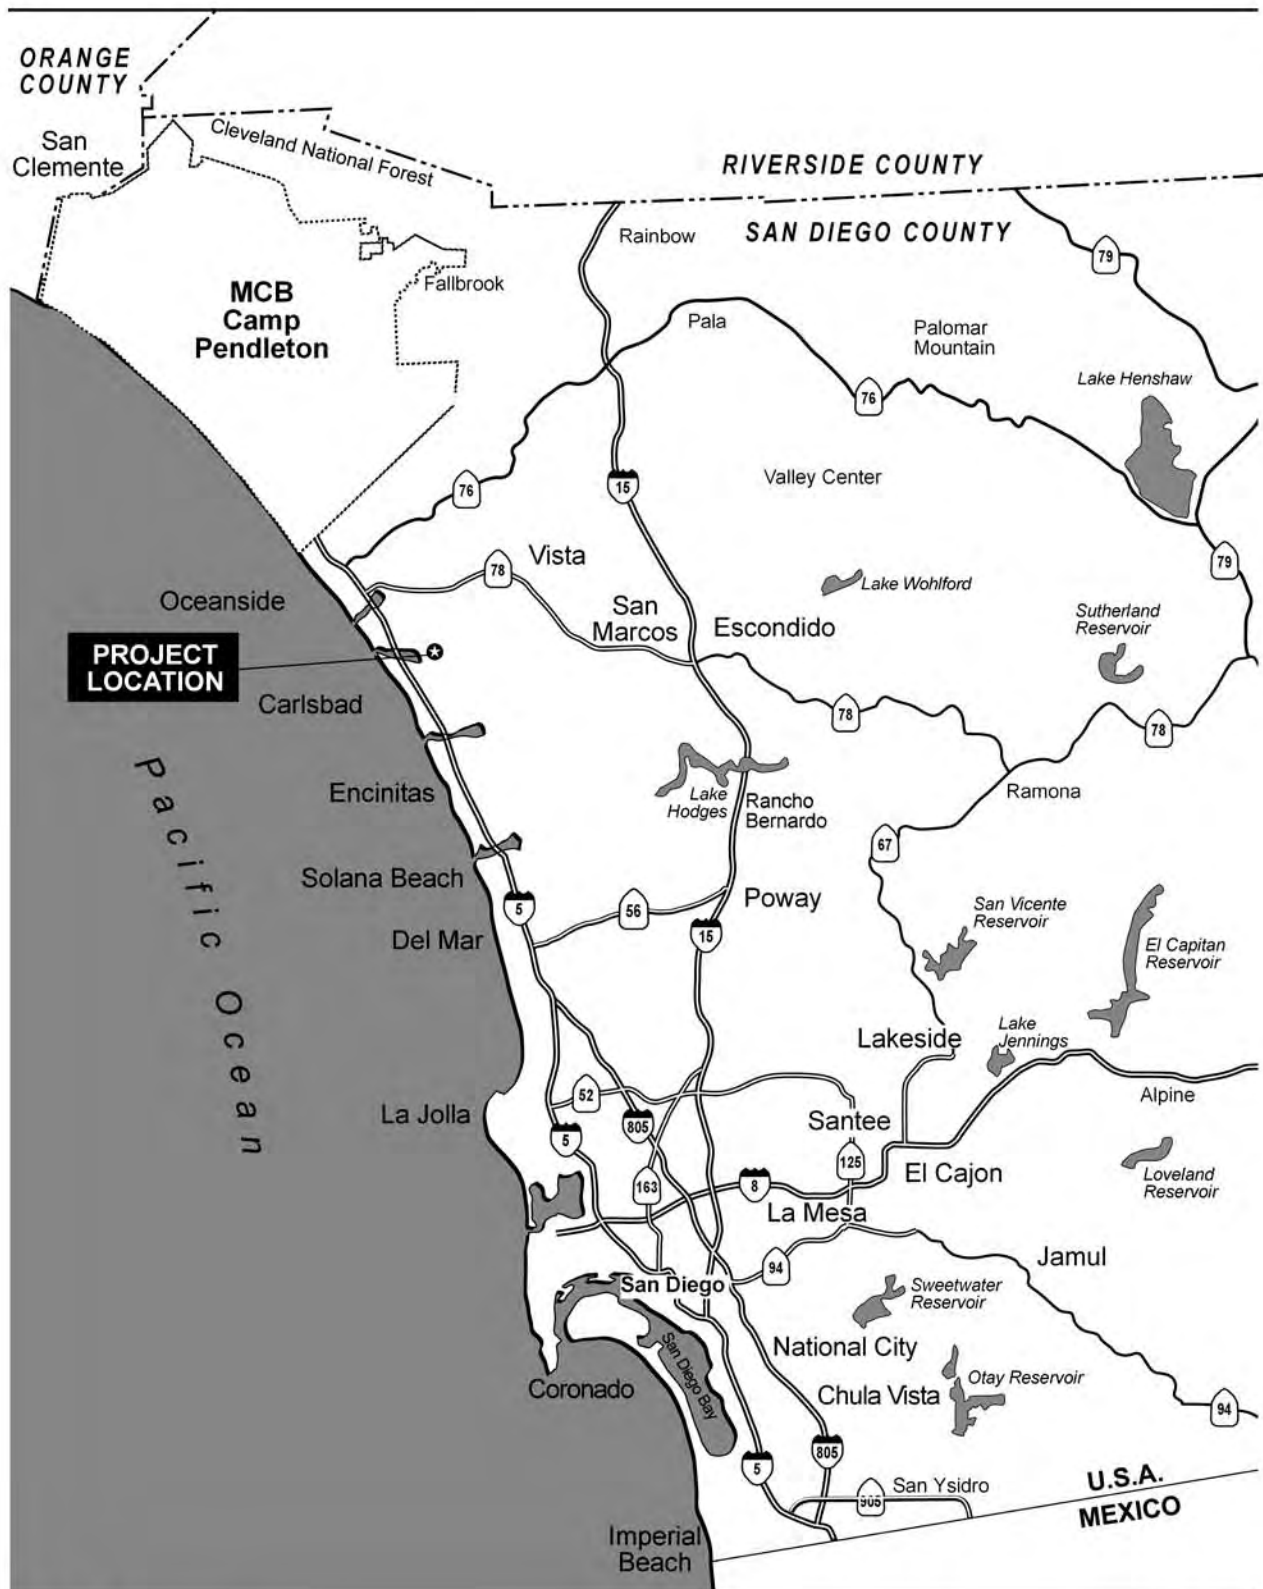 ORANGE
COUNTY
San
Clemente
Cleveland National Forest
RIVERSIDE COUNTY
SAN DIEGO COUNTY
Rainbow
79
MCB
Camp
Pendleton
Fallbrook
Pala
Palomar
Mountain
Lake Henshaw
76
76
15
Valley Center
Vista
78
Lake Wohlford
79
Oceanside
San
Marcos
Escondido
Sutherland
Reservoir
PROJECT
LOCATION
Carlsbad
78
78
Pacific Ocean
Encinitas
Lake
Hodges
Rancho
Bernardo
Ramona
67
Solana Beach
5
56
Poway
15
San Vicente
Reservoir
Del Mar
El Capitan
Reservoir
Lakeside
Lake
Jennings
52
Alpine
La Jolla
5
805
Santee
125
El Cajon
Loveland
Reservoir
163
8
La Mesa
94
Jamul
San Diego
Sweetwater
Reservoir
San Diego Bay
National City
Coronado
Chula Vista
Otay Reservoir
94
805
5
San Ysidro
905
U.S.A.
MEXICO
Imperial
Beach